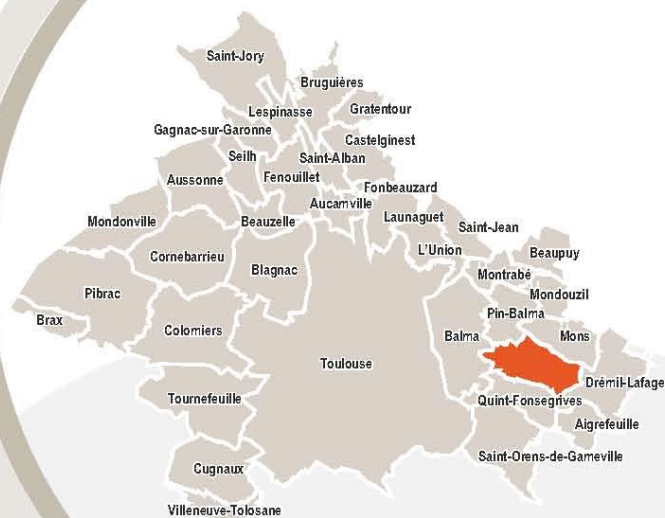 Saint-Jory
Bruguières
Lespinasse
Gratentour
Gagnac-sur-Garonne
Castelginest
Seilh
Saint-Alban
Aussonne
Fenouillet
Fonbeauzard
Aucamville
Mondonville
Beauzelle
Launaguet
Saint-Jean
L'Union
Beaupuy
Cornebarrieu
Blagnac
Montrabé
Pibrac
Mondouzil
Pin-Balma
Brax
Colomiers
Balma
Mons
Toulouse
Drémil-Lafage
Tournefeuille
Quint-Fonsegrives
Aigrefeuille
Saint-Orens-de-Gameville
Cugnaux
Villeneuve-Tolosane